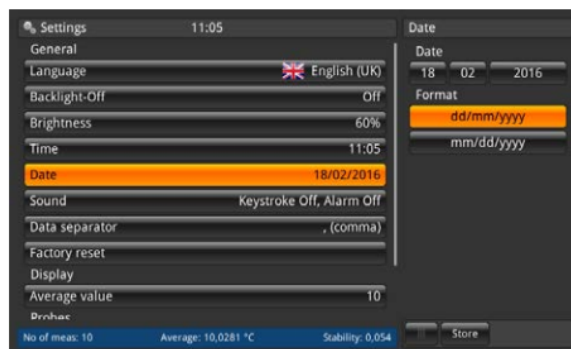 Settings 11:05
General
Language English (UK)
Backlight-Off Off
Brightness 60%
Time 11:05
Date 18/02/2016
Sound Keystroke Off, Alarm Off
Data separator , (comma)
Factory reset
Display
Average value 10
Probes
No of meas: 10 Average: 10,0281 °C Stability: 0,054
Date
Date
18 02 2016
Format
dd/mm/yyyy
mm/dd/yyyy
Store